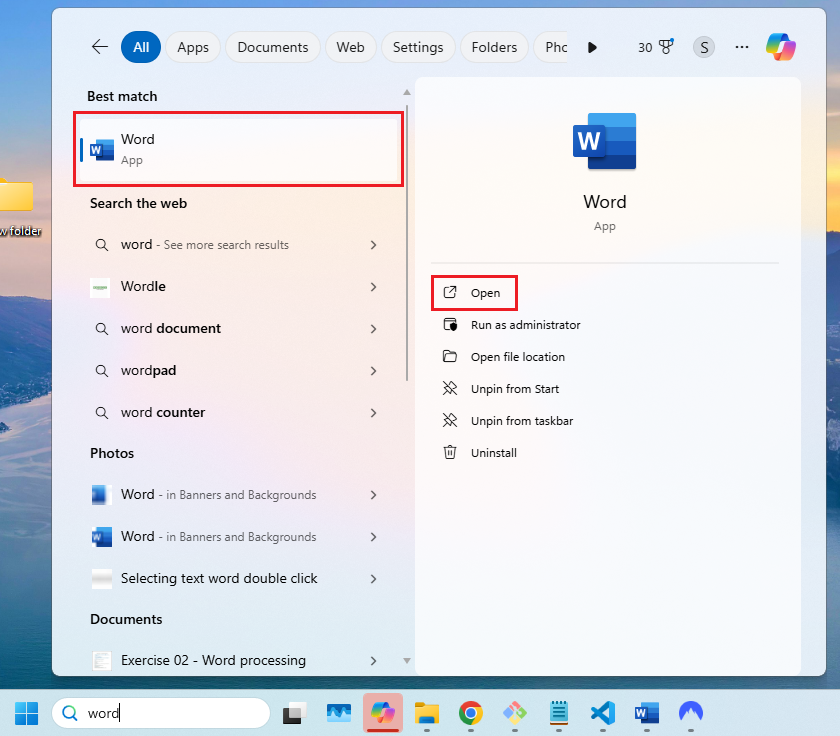 All Apps Documents Web Settings Folders Pho 30 S ...
Best match
Word
App
Search the web
word - See more search results
Wordle
word document
wordpad
word counter
Photos
Word - in Banners and Backgrounds
Word - in Banners and Backgrounds
Selecting text word double click
Documents
Exercise 02 - Word processing
W
Word
App
Open
Run as administrator
Open file location
Unpin from Start
Unpin from taskbar
Uninstall
w folder
word